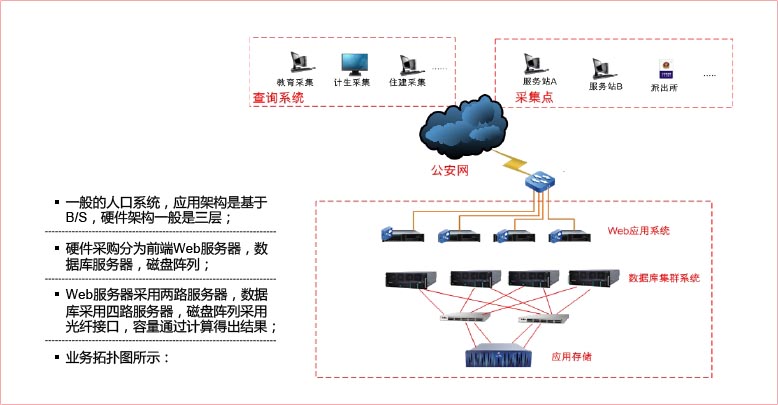 教育采集
计生采集
住建采集
……
查询系统
服务站A
服务站B
派出所
……
采集点
公安网
▪ 一般的人口系统，应用架构是基于
B/S，硬件架构一般是三层；
▪ 硬件采购分为前端Web服务器，数
据库服务器，磁盘阵列；
▪ Web服务器采用两路服务器，数据
库采用四路服务器，磁盘阵列采用
光纤接口，容量通过计算得出结果；
▪ 业务拓扑图所示：
Web应用系统
数据库集群系统
应用存储